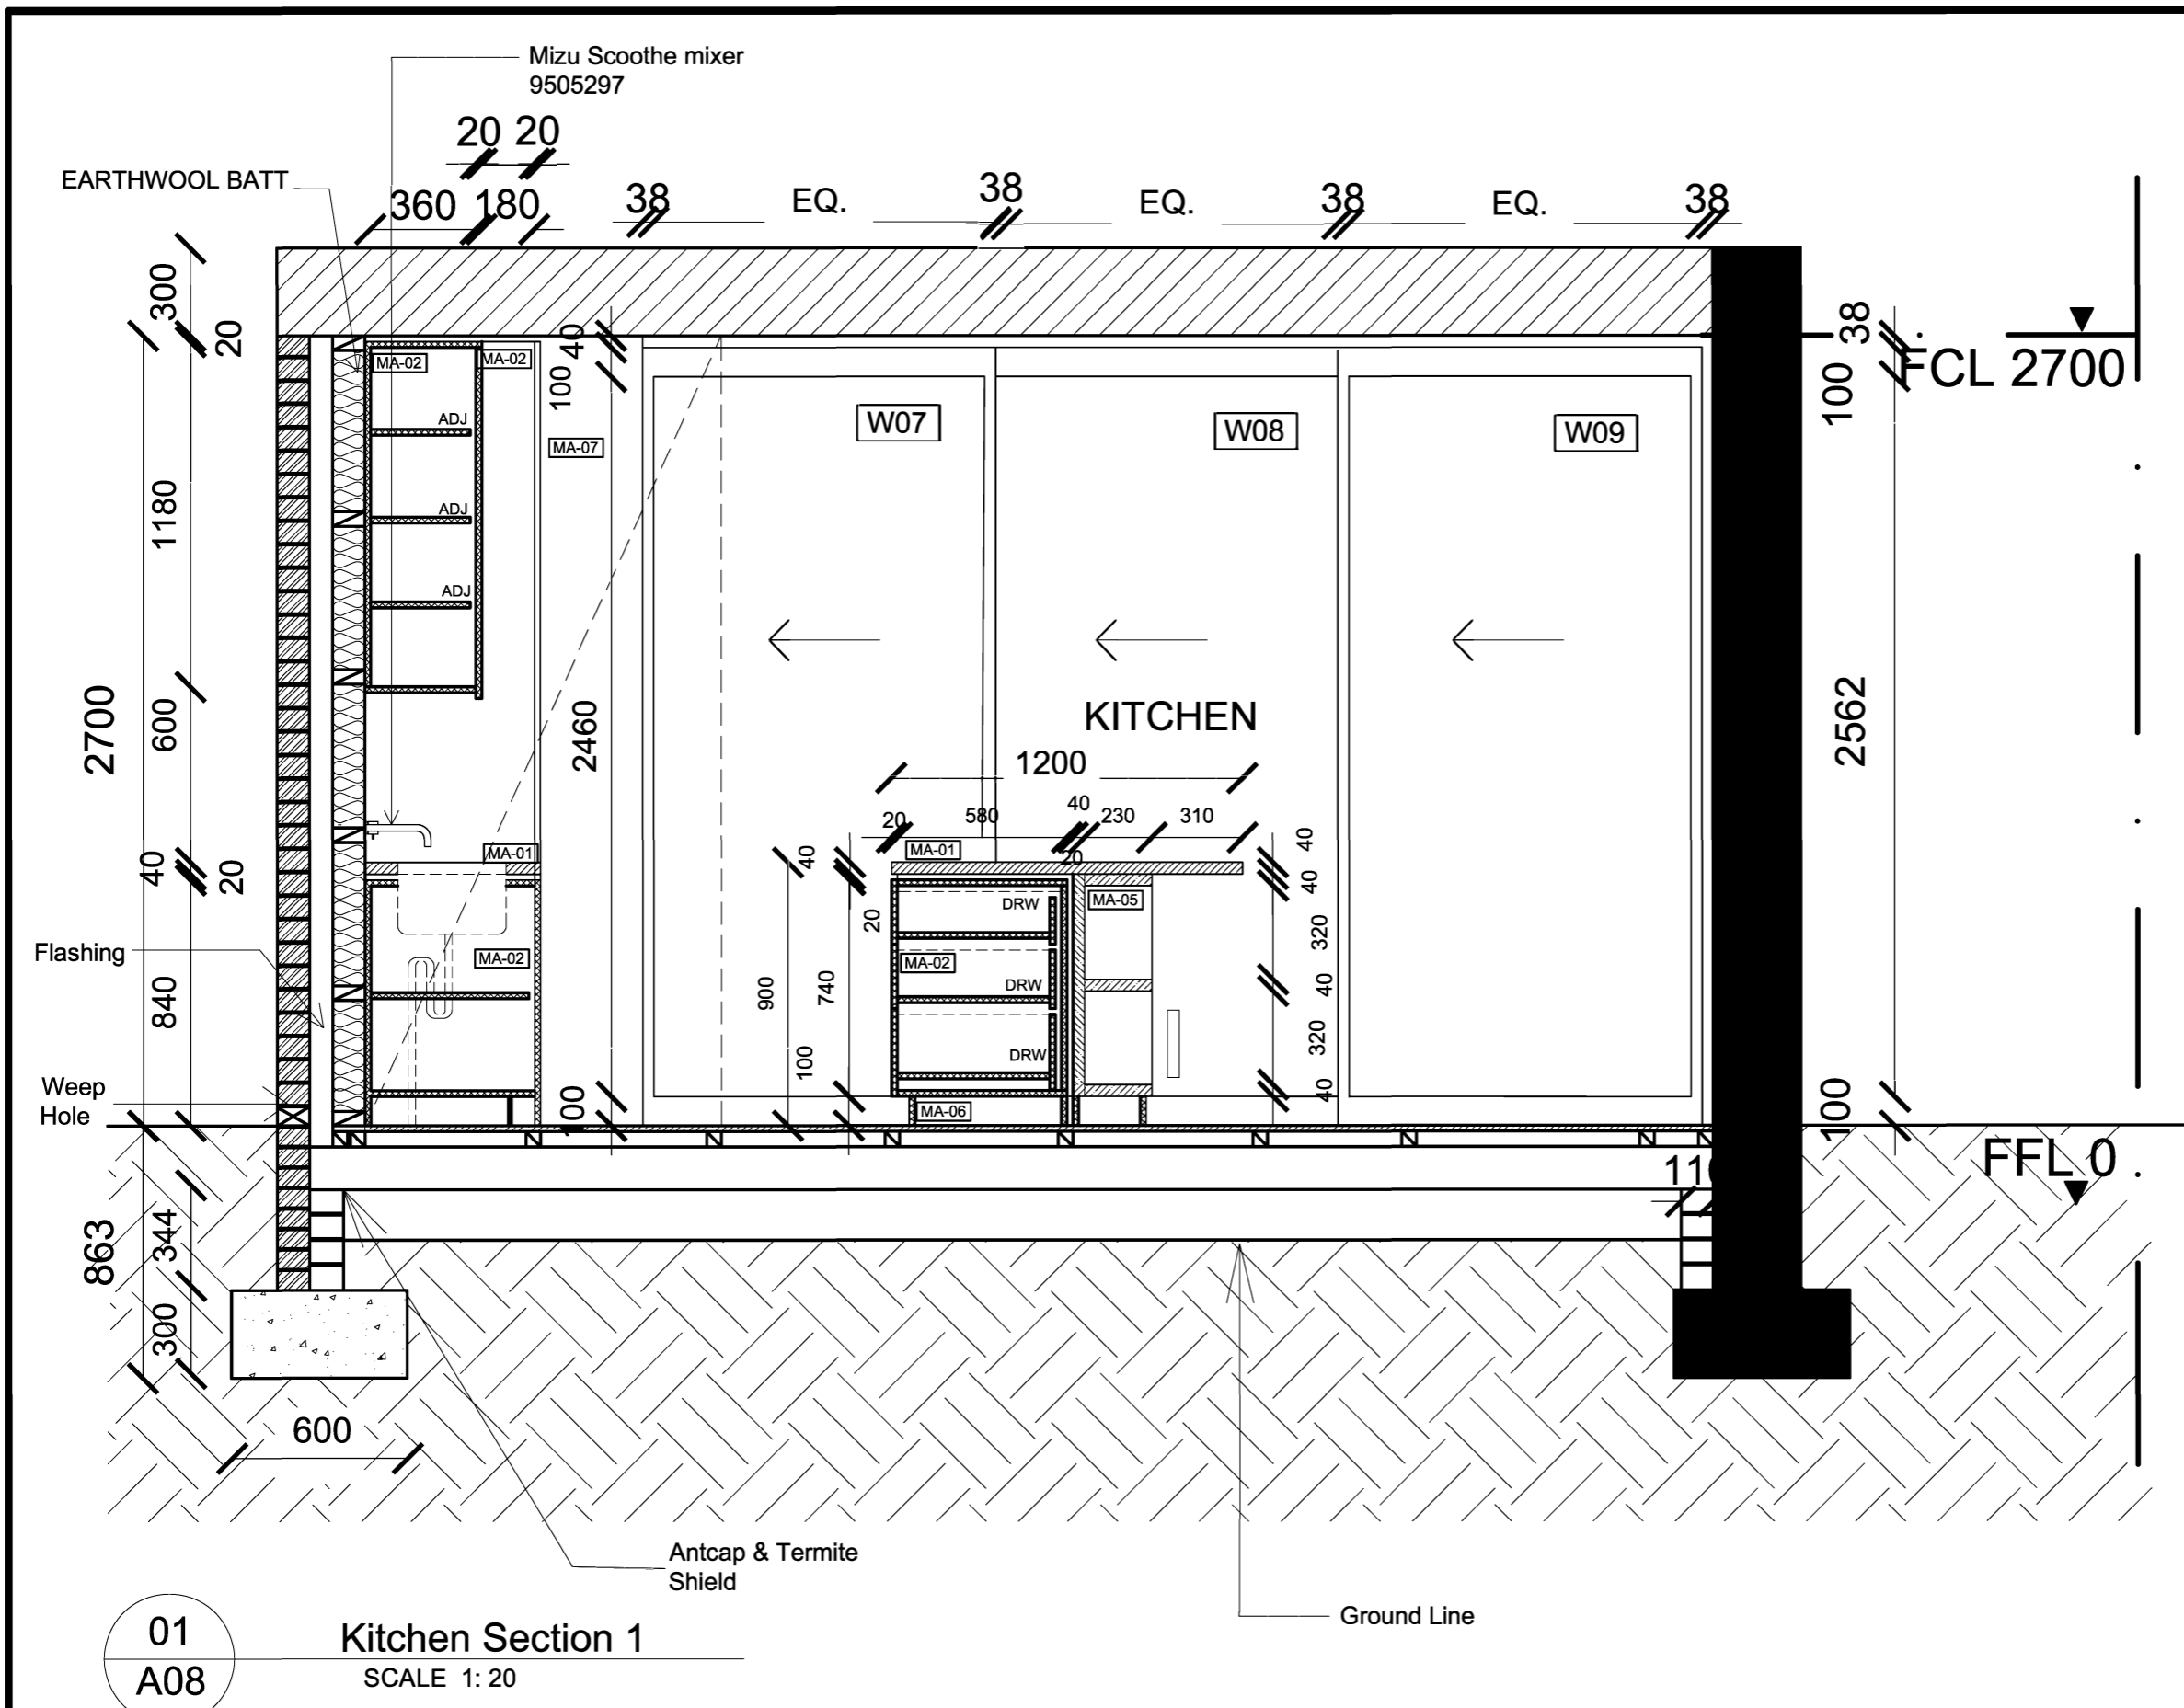 Mizu Scoothe mixer
9505297
20 20
EARTHWOOL BATT
360 180 38 EQ. 38 EQ. 38 EQ. 38
300
20
40
100
MA-02
MA-02
ADJ
MA-07
ADJ
ADJ
W07
W08
W09
38
FCL 2700
100
1180
600
2700
2460
2562
KITCHEN
1200
20 580 40 230 310
40
20
MA-01
MA-01
40
20
40
20
40
840
Flashing
DRW
MA-05
MA-02
MA-02
DRW
DRW
900
740
100
320
40
320
40
Weep
Hole
100
MA-06
100
FFL 0
863
344
300
600
Antcap & Termite
Shield
Ground Line
01
A08
Kitchen Section 1
SCALE 1: 20